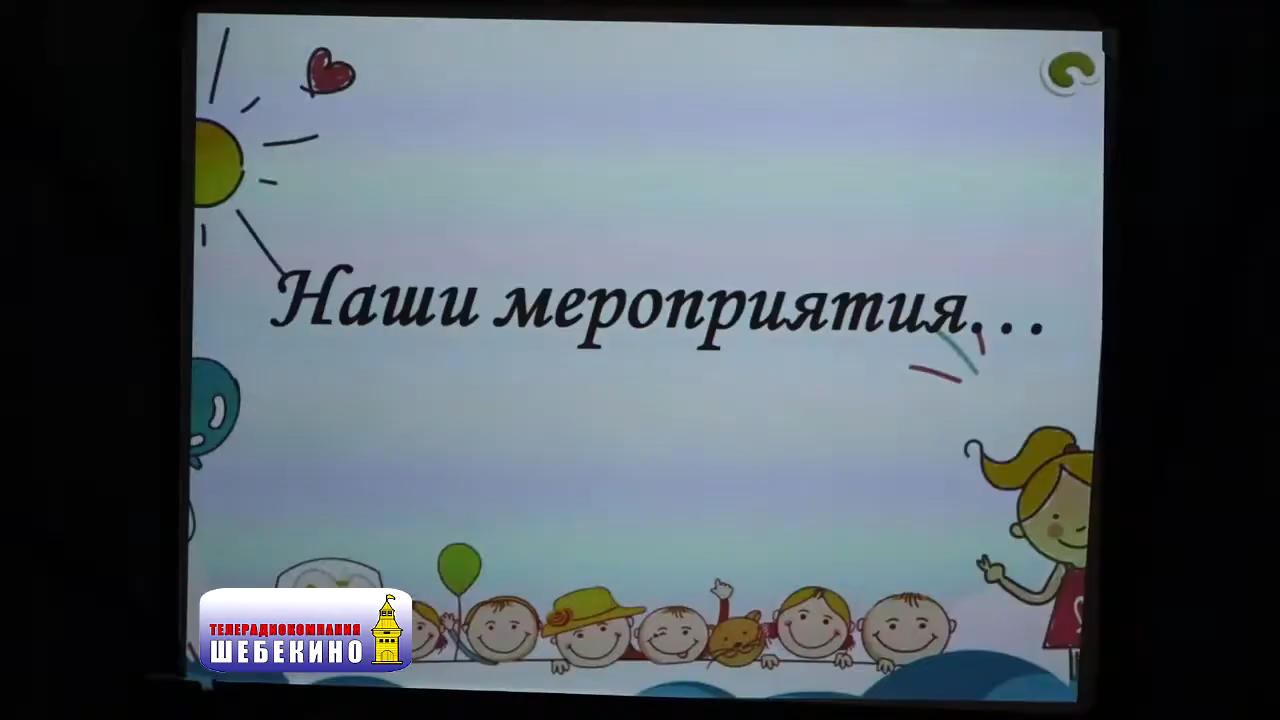 Наши мероприятия...
ТЕЛЕРАДИОКОМПАНИЯ
ШЕБЕКИНО